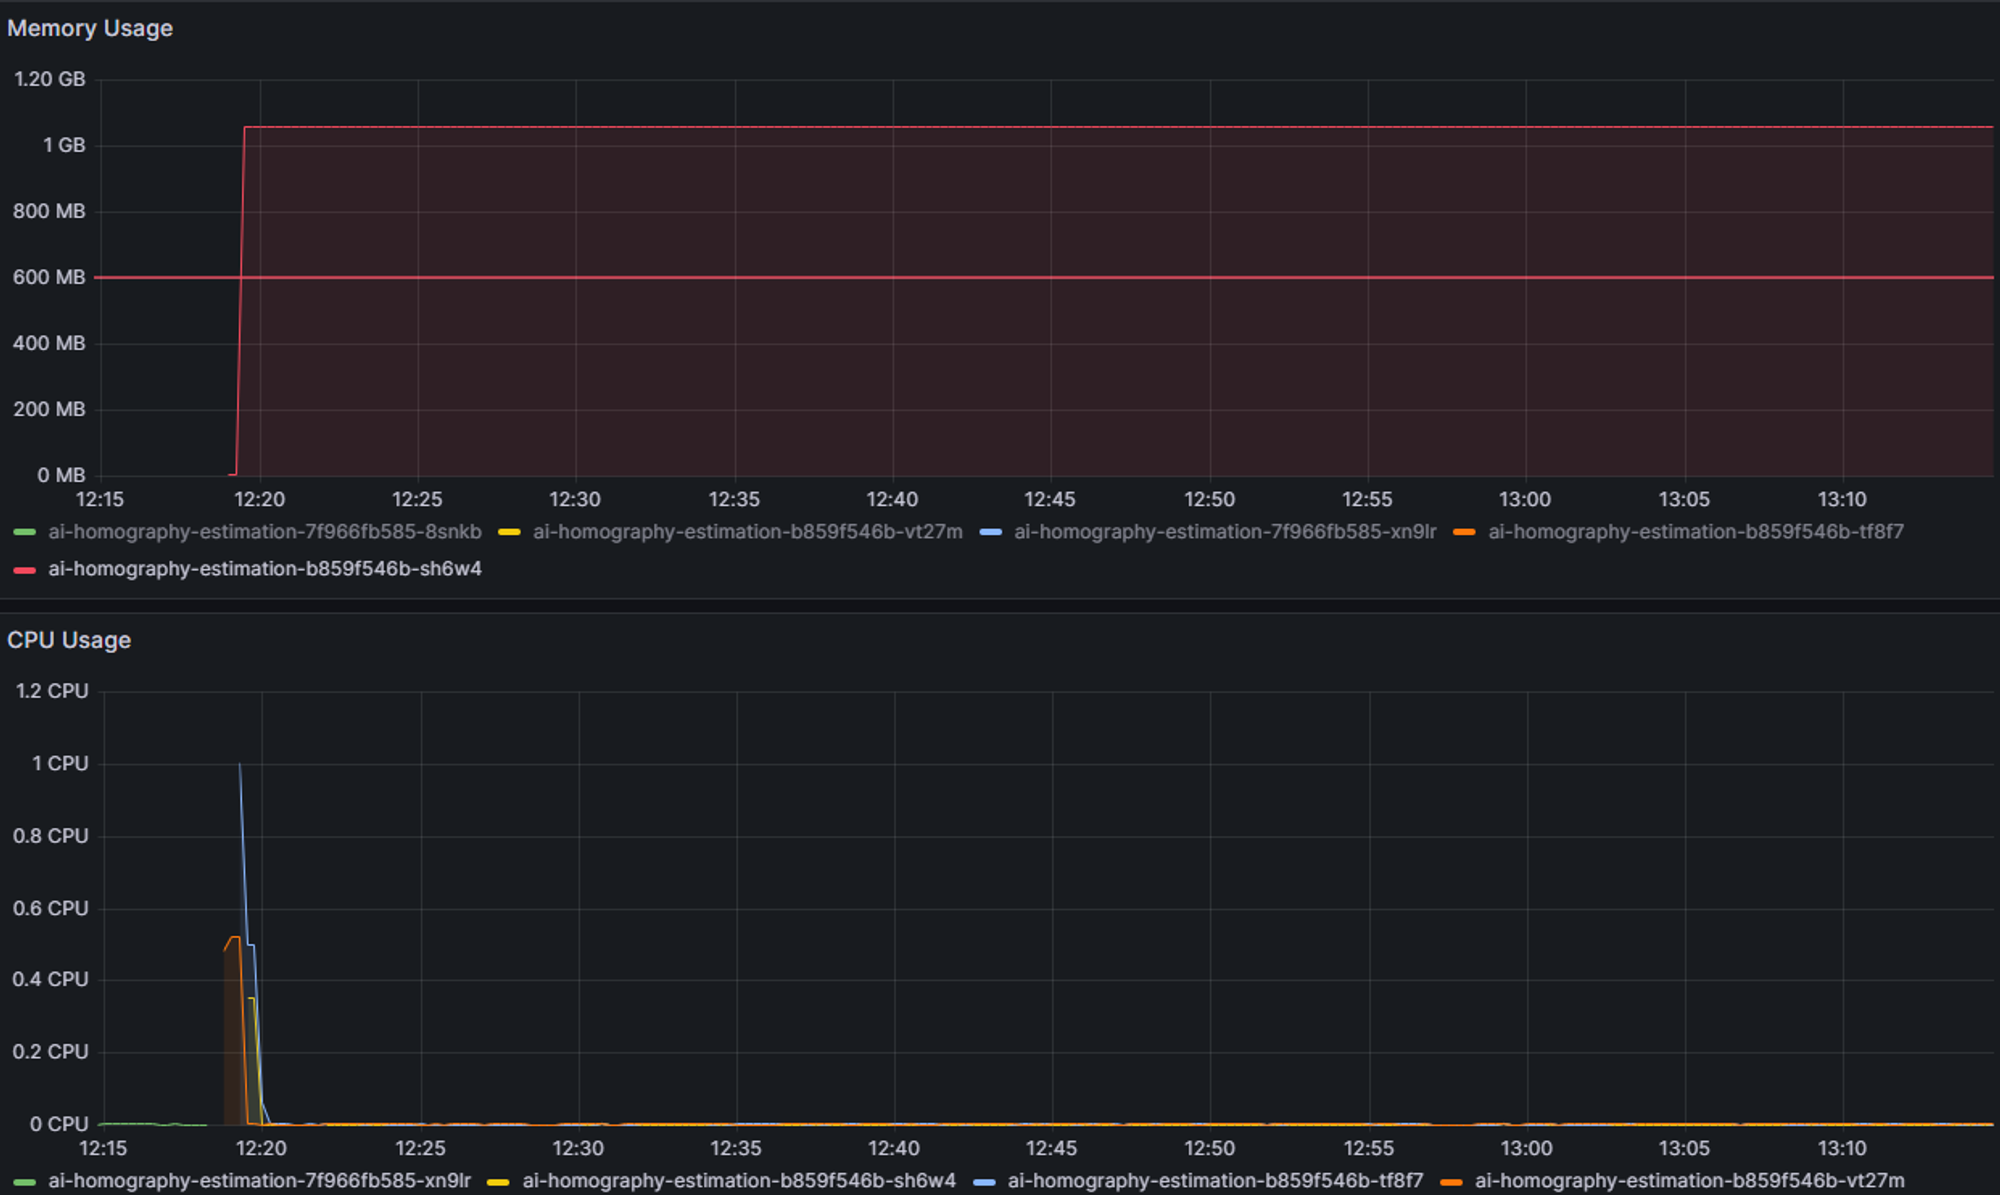 Memory Usage
1.20 GB
1 GB
800 MB
600 MB
400 MB
200 MB
0 MB
12:15 12:20 12:25 12:30 12:35 12:40 12:45 12:50 12:55 13:00 13:05 13:10
ai-homography-estimation-7f966fb585-8snkb ai-homography-estimation-b859f546b-vt27m ai-homography-estimation-7f966fb585-xn9lr ai-homography-estimation-b859f546b-tf8f7
ai-homography-estimation-b859f546b-sh6w4
CPU Usage
1.2 CPU
1 CPU
0.8 CPU
0.6 CPU
0.4 CPU
0.2 CPU
0 CPU
12:15 12:20 12:25 12:30 12:35 12:40 12:45 12:50 12:55 13:00 13:05 13:10
ai-homography-estimation-7f966fb585-xn9lr ai-homography-estimation-b859f546b-sh6w4 ai-homography-estimation-b859f546b-tf8f7 ai-homography-estimation-b859f546b-vt27m